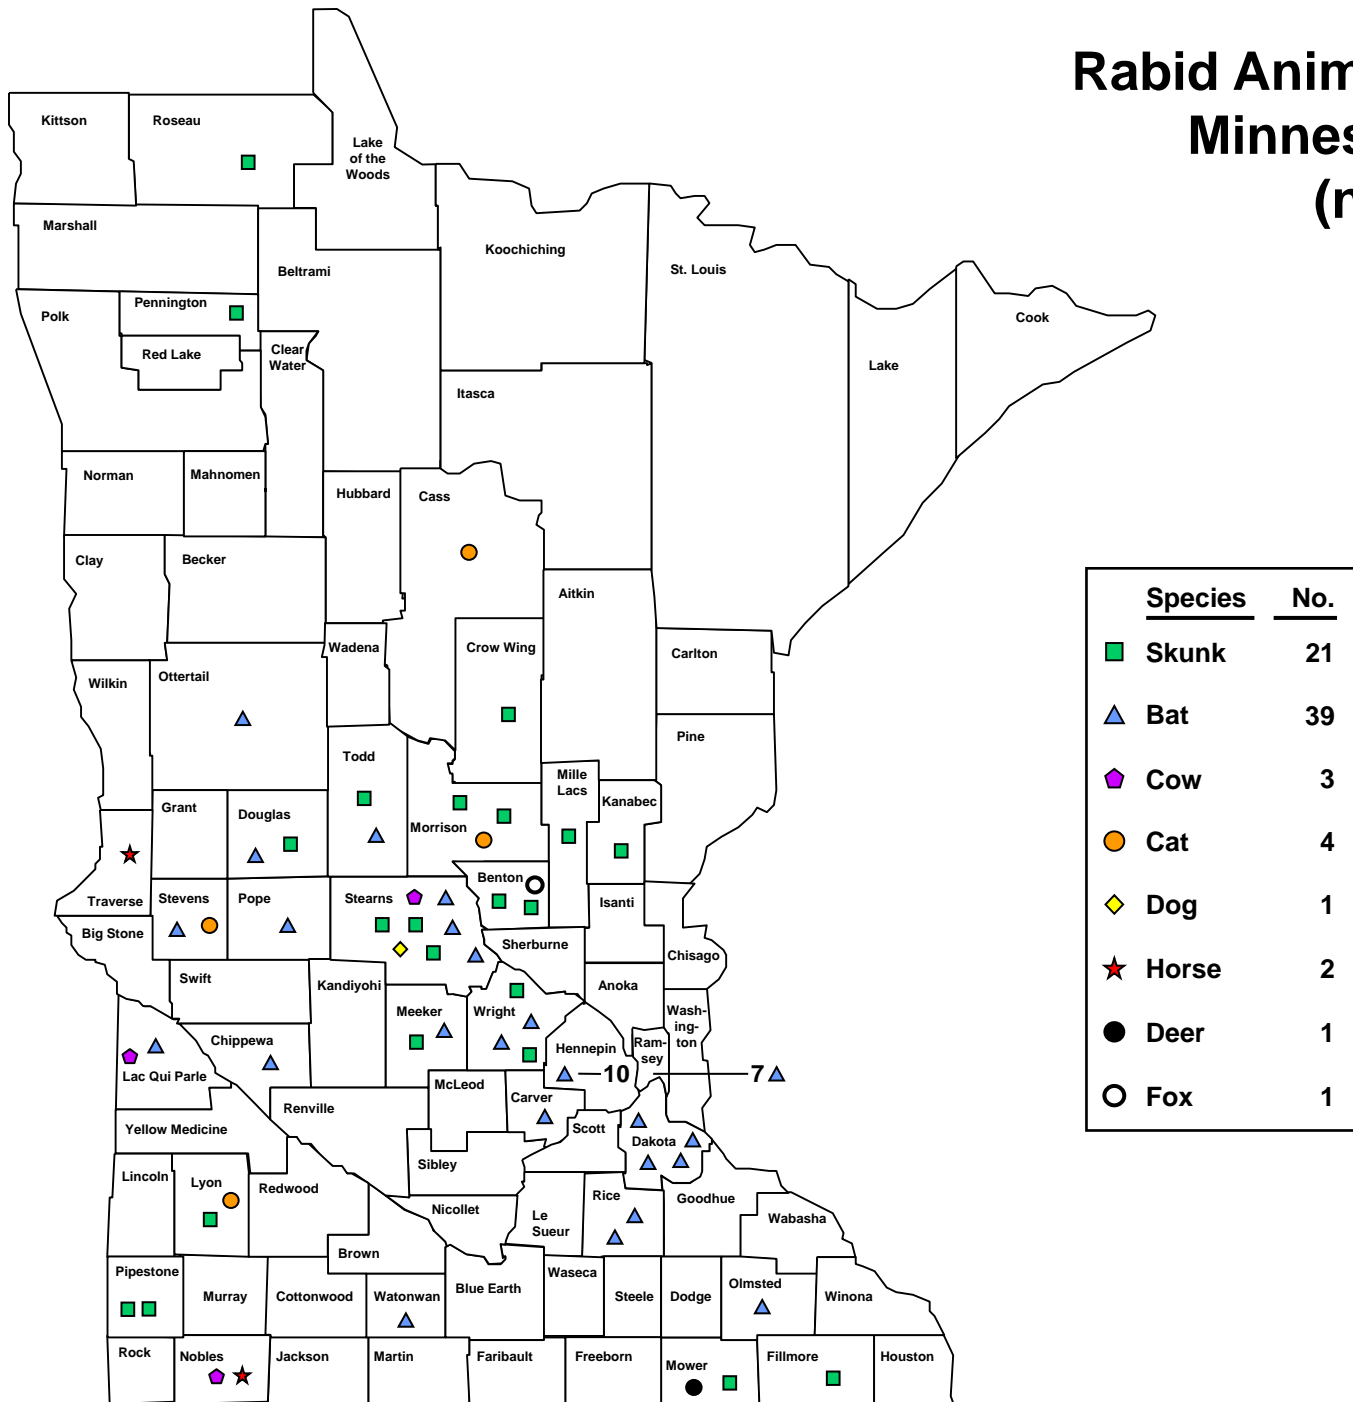 Rabid Anim
Minnes
(n
Kittson
Roseau
Lake
of the
Woods
Marshall
Koochiching
Beltrami
St. Louis
Pennington
Polk
Cook
Red Lake
Clear
Water
Lake
Itasca
Norman
Mahnomen
Hubbard
Cass
Clay
Becker
Aitkin
Wadena
Crow Wing
Carlton
Wilkin
Ottertail
Pine
Todd
Mille
Lacs
Kanabec
Grant
Douglas
Morrison
Benton
Traverse
Stevens
Pope
Stearns
Isanti
Big Stone
Sherburne
Chisago
Swift
Kandiyohi
Anoka
Meeker
Wright
Wash-
ing-
ton
Chippewa
Hennepin
Ram-
sey
Lac Qui Parle
10
7
McLeod
Carver
Renville
Yellow Medicine
Scott
Dakota
Lincoln
Lyon
Redwood
Sibley
Rice
Goodhue
Nicollet
Le
Sueur
Wabasha
Brown
Pipestone
Murray
Cottonwood
Watonwan
Blue Earth
Waseca
Steele
Dodge
Olmsted
Winona
Rock
Nobles
Jackson
Martin
Faribault
Freeborn
Mower
Fillmore
Houston
Species No.
Skunk 21
Bat 39
Cow 3
Cat 4
Dog 1
Horse 2
Deer 1
Fox 1